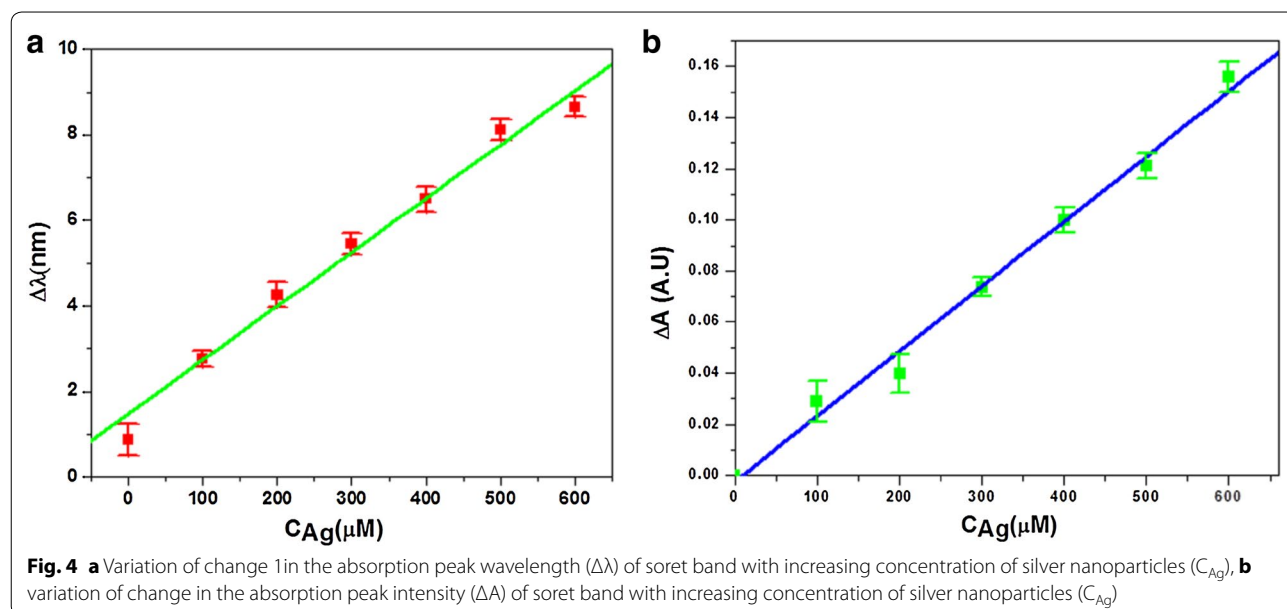 a
10
8
6
4
2
0
Δλ(nm)
0 100 200 300 400 500 600
CAg(μM)
b
0.16
0.14
0.12
0.10
0.08
0.06
0.04
0.02
0.00
ΔA (A.U)
0 100 200 300 400 500 600
CAg(μM)
Fig. 4 a Variation of change 1in the absorption peak wavelength (Δλ) of soret band with increasing concentration of silver nanoparticles (CAg), b
variation of change in the absorption peak intensity (ΔA) of soret band with increasing concentration of silver nanoparticles (CAg)